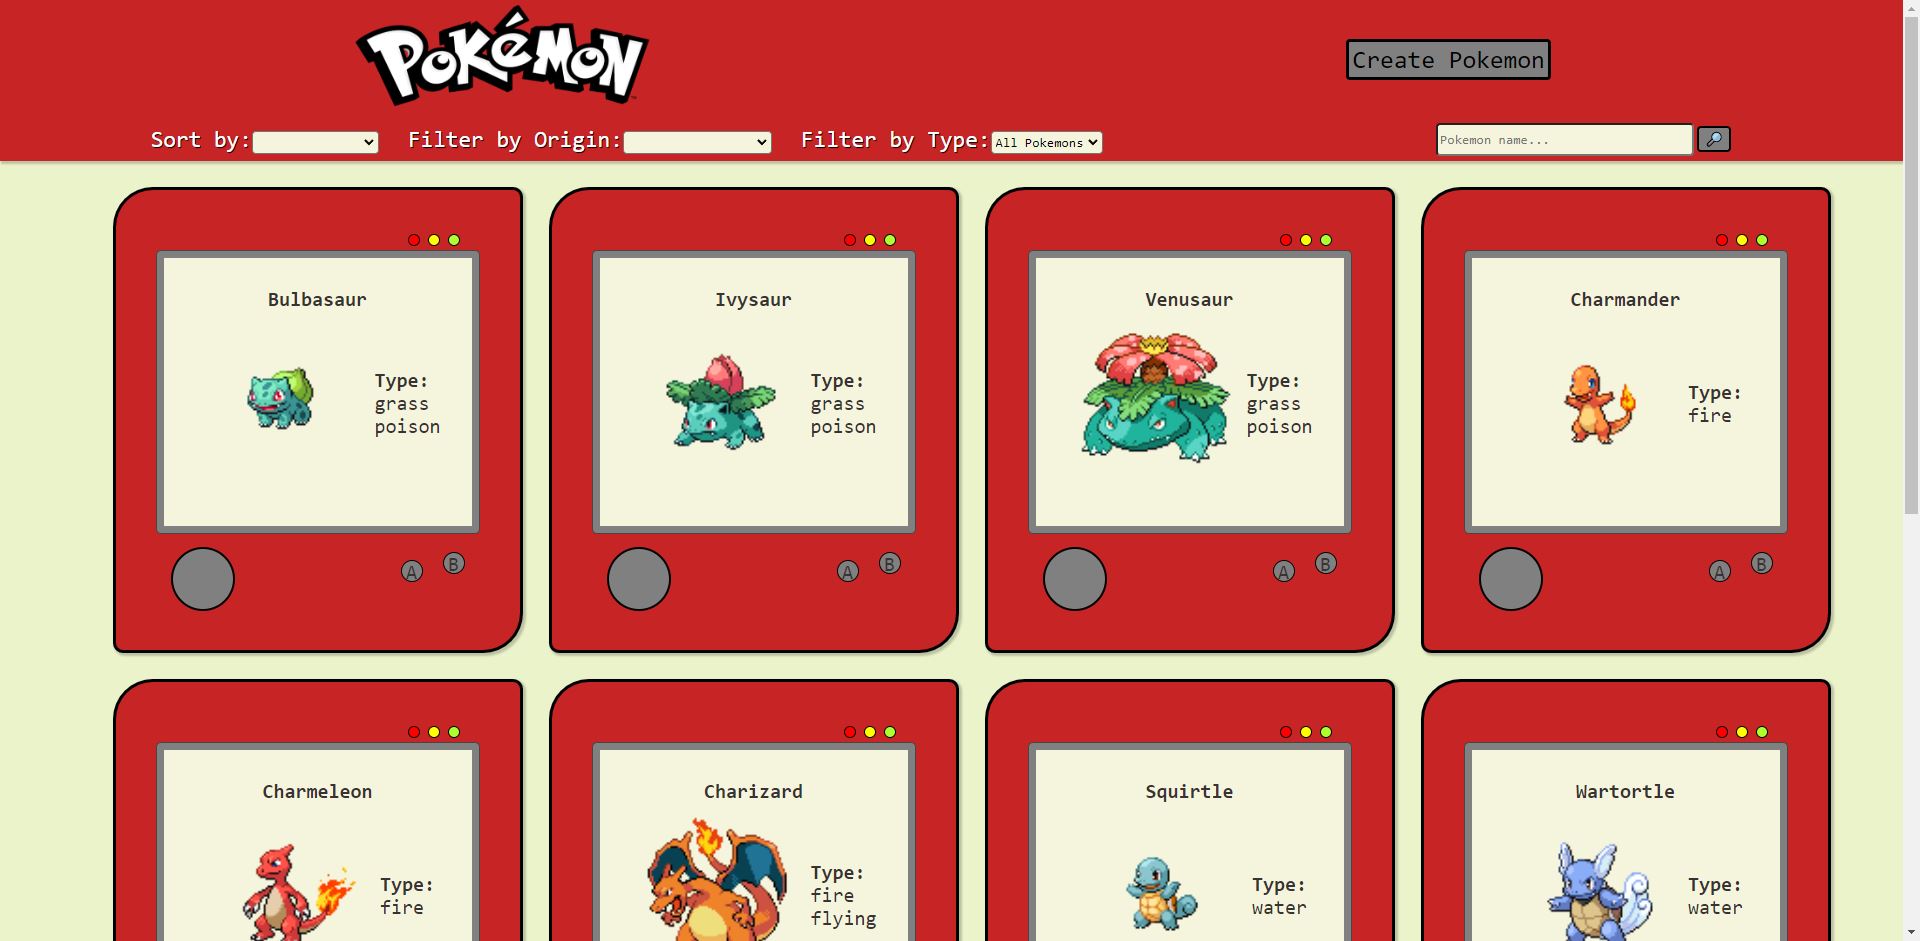 POKÉMON
Create Pokemon
Sort by:
Filter by Origin:
Filter by Type: All Pokemons
Pokemon name...
Bulbasaur
Type:
grass
poison
A B
Ivysaur
Type:
grass
poison
A B
Venusaur
Type:
grass
poison
A B
Charmander
Type:
fire
A B
Charmeleon
Type:
fire
Charizard
Type:
fire
flying
Squirtle
Type:
water
Wartortle
Type:
water